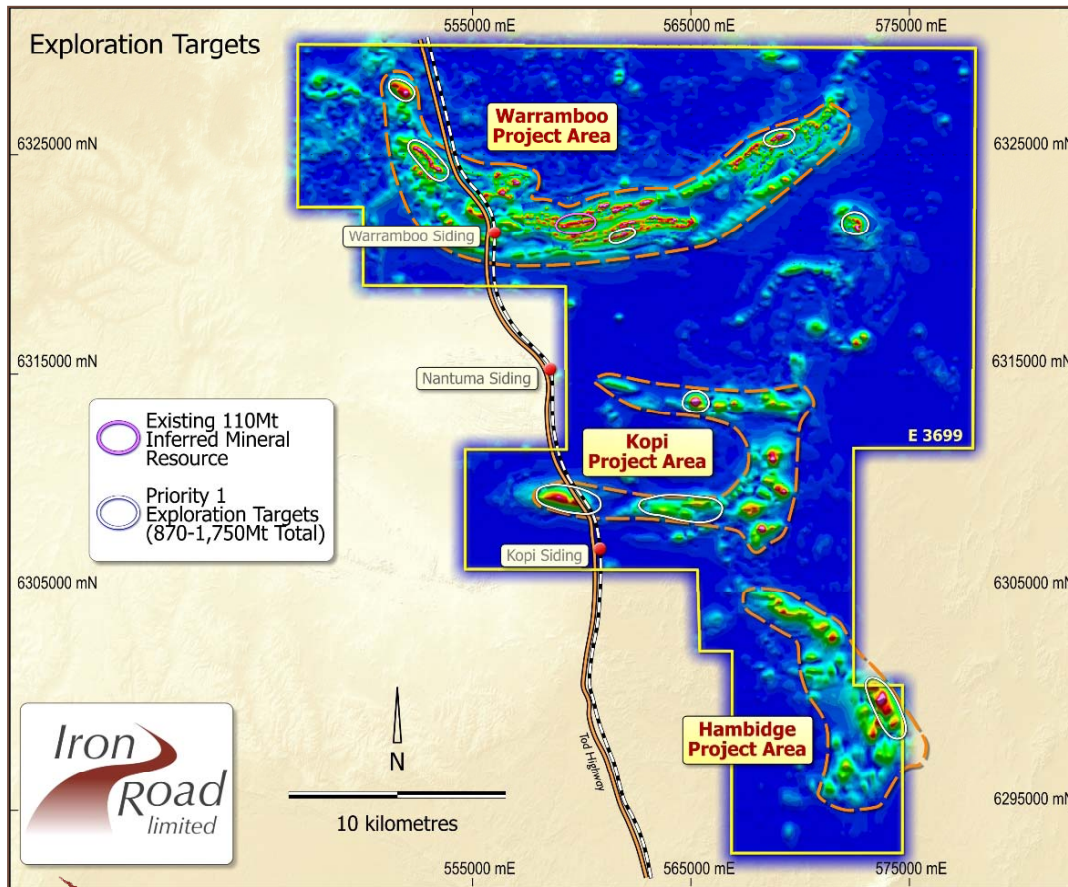 Exploration Targets
555000 mE
565000 mE
575000 mE
Warramboo
Project Area
6325000 mN
6325000 mN
Warramboo Siding
6315000 mN
6315000 mN
Nantuma Siding
Existing 110Mt
Inferred Mineral
Resource
Priority 1
Exploration Targets
(870-1,750Mt Total)
E 3699
Kopi
Project Area
Kopi Siding
6305000 mN
6305000 mN
Hambidge
Project Area
Iron
Road
limited
N
10 kilometres
Tod Highway
6295000 mN
555000 mE
565000 mE
575000 mE